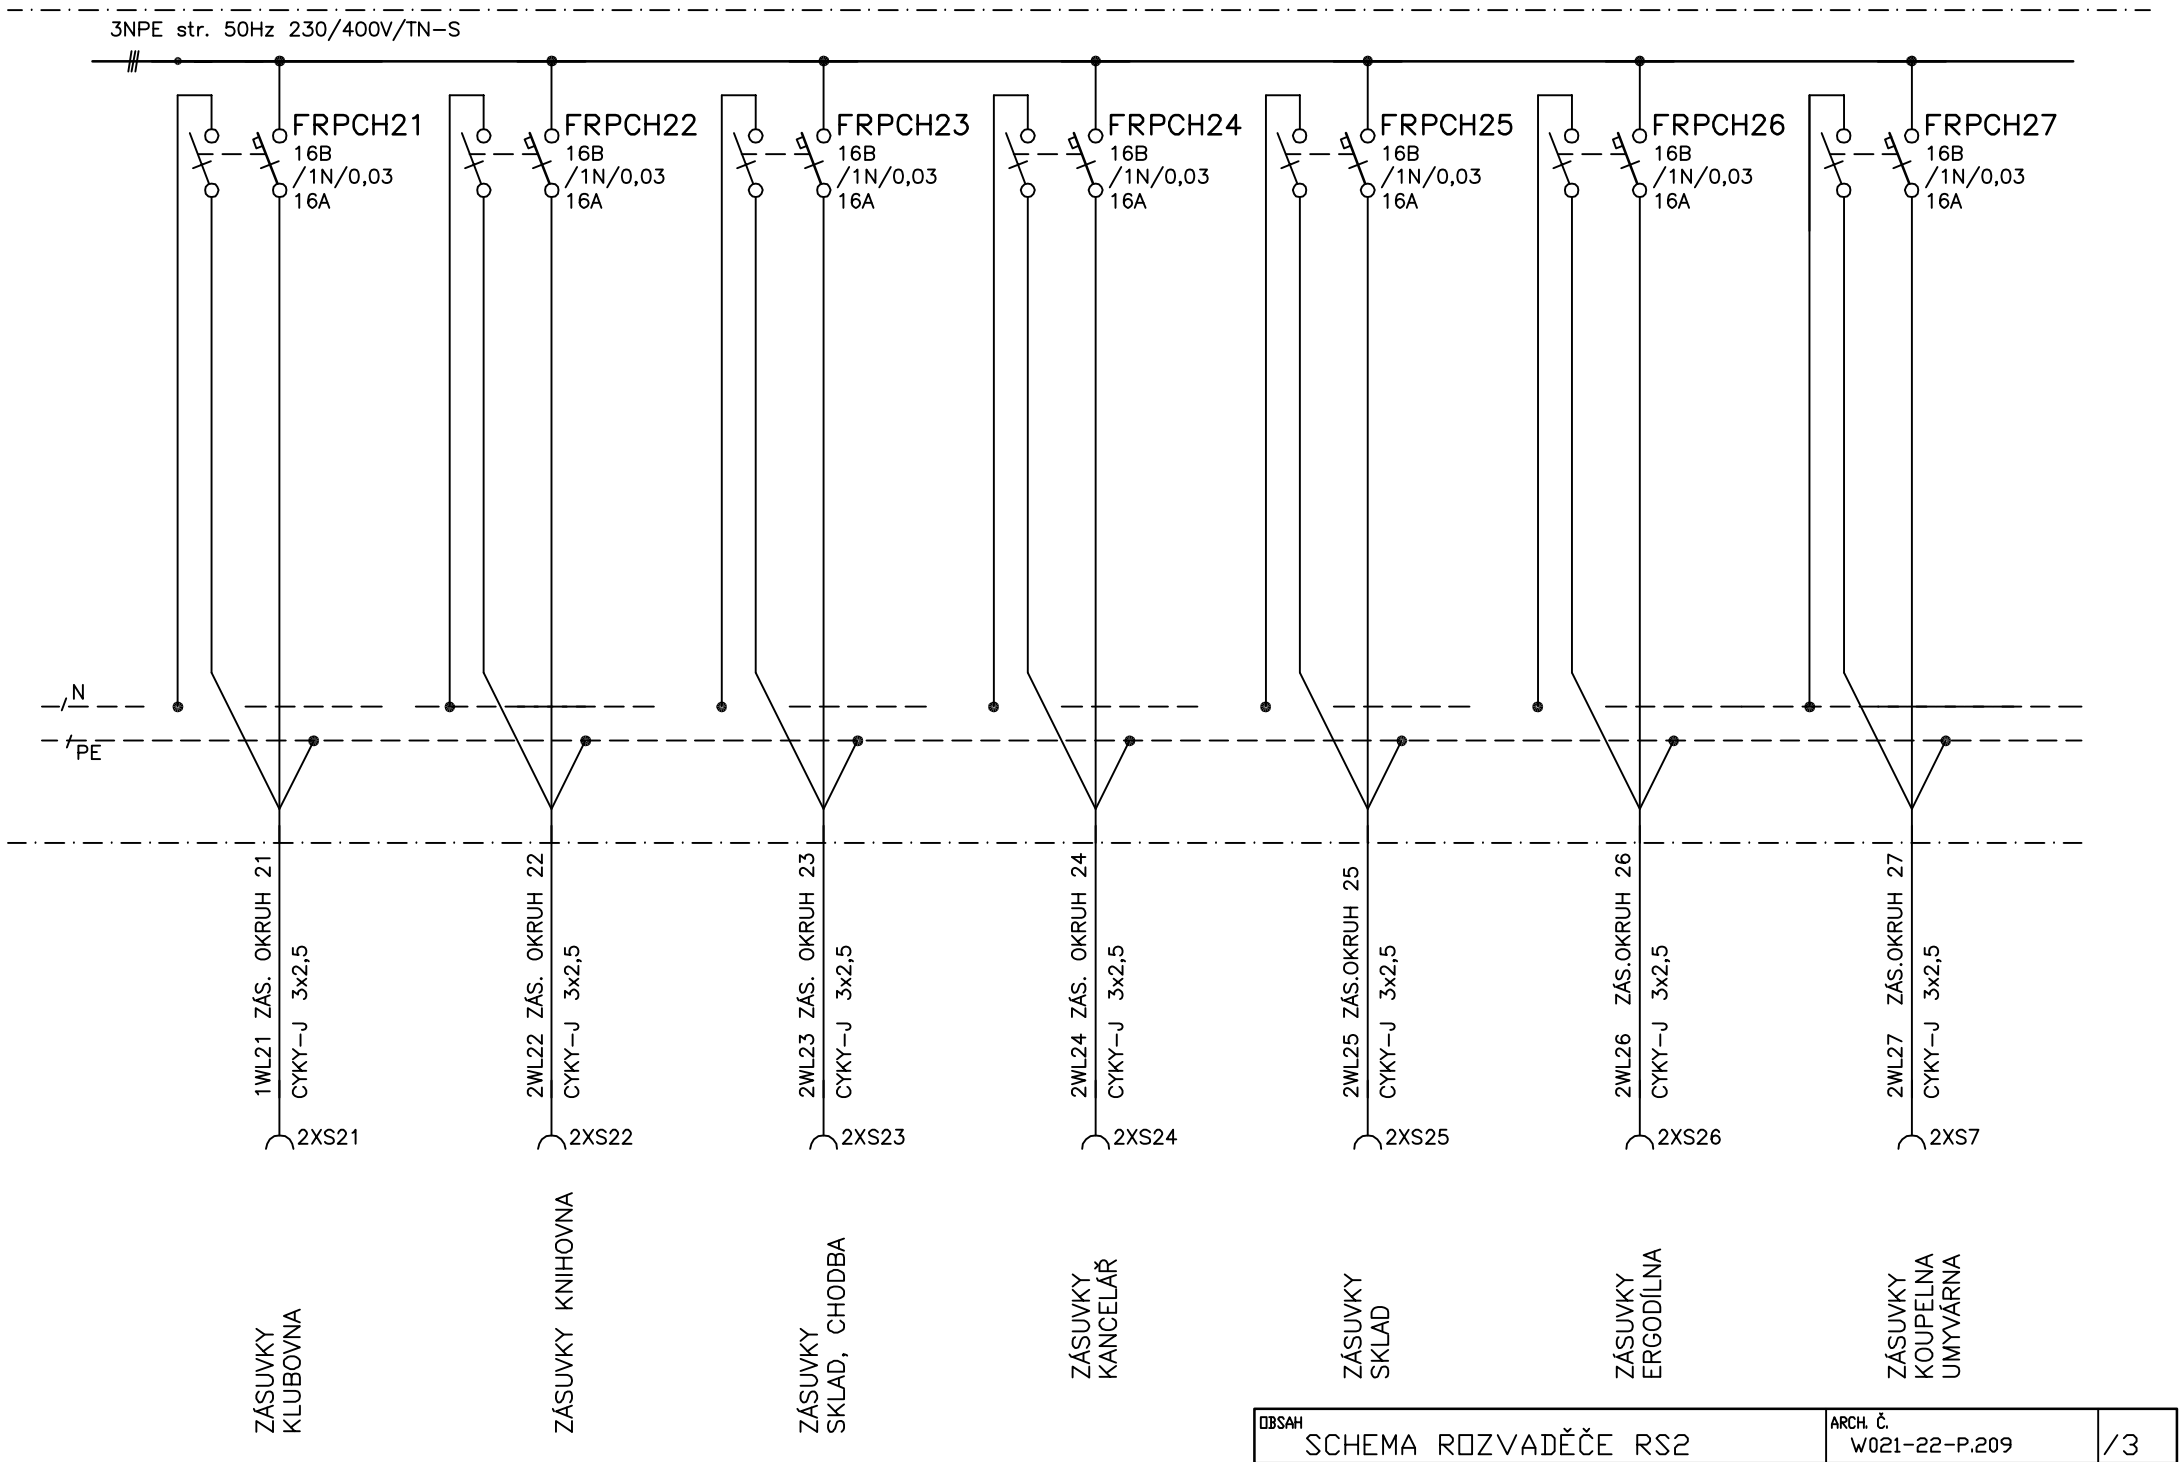 3NPE str. 50Hz 230/400V/TN-S
FRPCH21
16B
/1N/0,03
16A
FRPCH22
16B
/1N/0,03
16A
FRPCH23
16B
/1N/0,03
16A
FRPCH24
16B
/1N/0,03
16A
FRPCH25
16B
/1N/0,03
16A
FRPCH26
16B
/1N/0,03
16A
FRPCH27
16B
/1N/0,03
16A
N
PE
1WL21 ZÁS. OKRUH 21
CYKY-J 3x2,5
2WL22 ZÁS. OKRUH 22
CYKY-J 3x2,5
2WL23 ZÁS. OKRUH 23
CYKY-J 3x2,5
2WL24 ZÁS. OKRUH 24
CYKY-J 3x2,5
2WL25 ZÁS.OKRUH 25
CYKY-J 3x2,5
2WL26 ZÁS.OKRUH 26
CYKY-J 3x2,5
2WL27 ZÁS.OKRUH 27
CYKY-J 3x2,5
2XS21
2XS22
2XS23
2XS24
2XS25
2XS26
2XS7
ZÁSUVKY
KLUBOVNA
ZÁSUVKY KNIHOVNA
ZÁSUVKY
SKLAD, CHODBA
ZÁSUVKY
KANCELÁŘ
ZÁSUVKY
SKLAD
ZÁSUVKY
ERGODÍLNA
ZÁSUVKY
KOUPELNA
UMYVÁRNA
OBSAH
SCHEMA ROZVADĚČE RS2
ARCH. Č.
W021-22-P.209
/3